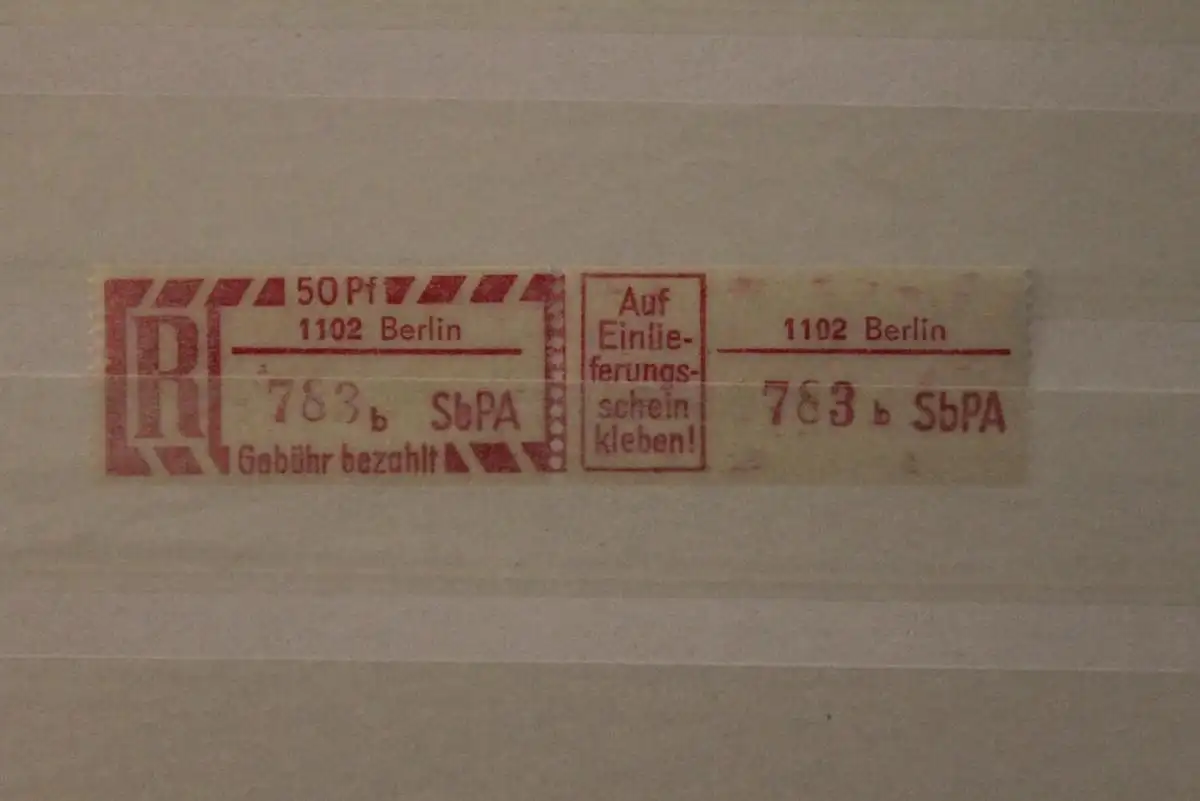 50 Pf
R
1102 Berlin
783 b SbPA
Gebühr bezahlt
Auf
Einlie-
ferungs-
schein
kleben!
1102 Berlin
783 b SbPA